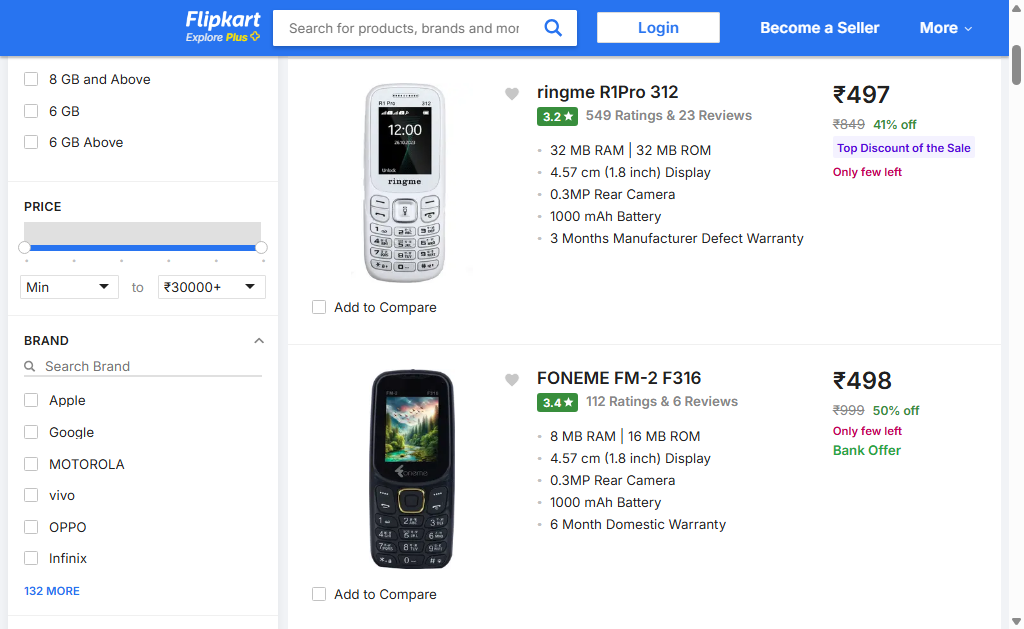 Flipkart
Explore Plus
Search for products, brands and mor
Login
Become a Seller
More
8 GB and Above
6 GB
6 GB Above
PRICE
Min
to
₹30000+
BRAND
Search Brand
Apple
Google
MOTOROLA
vivo
OPPO
Infinix
132 MORE
R1 Pro 312
12:00
Unlock
ringme
Add to Compare
ringme R1Pro 312
3.2★ 549 Ratings & 23 Reviews
32 MB RAM | 32 MB ROM
4.57 cm (1.8 inch) Display
0.3MP Rear Camera
1000 mAh Battery
3 Months Manufacturer Defect Warranty
₹497
₹849 41% off
Top Discount of the Sale
Only few left
FM-2 F316
foneme
Add to Compare
FONEME FM-2 F316
3.4★ 112 Ratings & 6 Reviews
8 MB RAM | 16 MB ROM
4.57 cm (1.8 inch) Display
0.3MP Rear Camera
1000 mAh Battery
6 Month Domestic Warranty
₹498
₹999 50% off
Only few left
Bank Offer